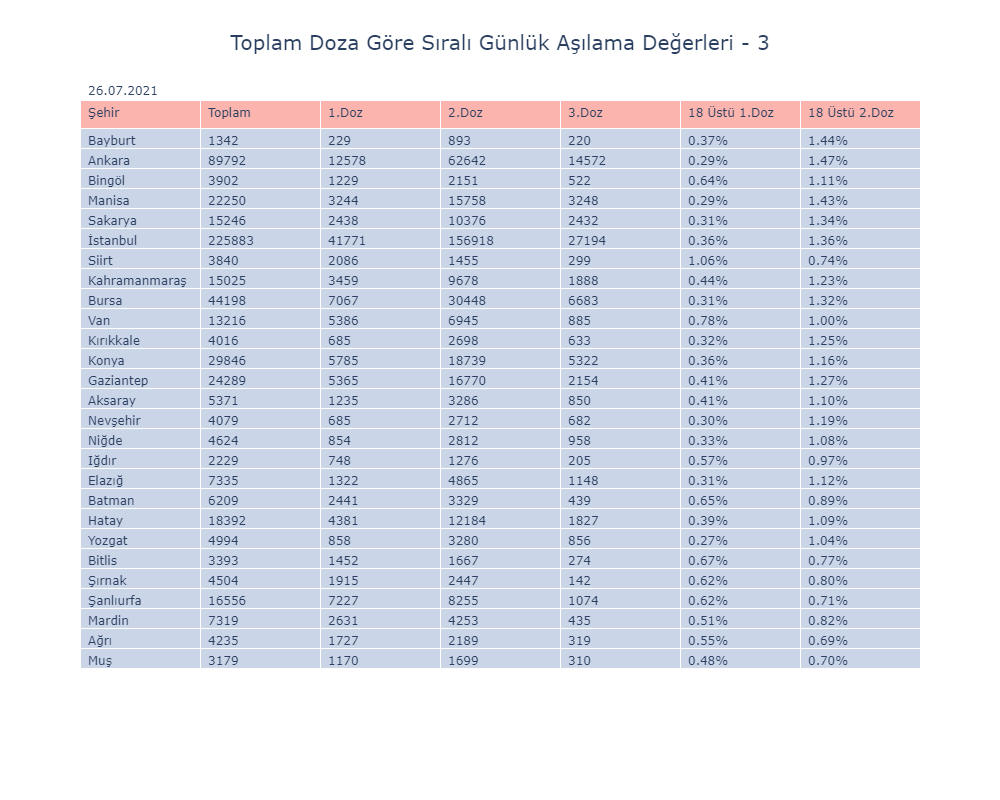 Toplam Doza Göre Sıralı Günlük Aşılama Değerleri - 3
26.07.2021
Şehir Toplam 1.Doz 2.Doz 3.Doz 18 Üstü 1.Doz 18 Üstü 2.Doz
Bayburt 1342 229 893 220 0.37% 1.44%
Ankara 89792 12578 62642 14572 0.29% 1.47%
Bingöl 3902 1229 2151 522 0.64% 1.11%
Manisa 22250 3244 15758 3248 0.29% 1.43%
Sakarya 15246 2438 10376 2432 0.31% 1.34%
İstanbul 225883 41771 156918 27194 0.36% 1.36%
Siirt 3840 2086 1455 299 1.06% 0.74%
Kahramanmaraş 15025 3459 9678 1888 0.44% 1.23%
Bursa 44198 7067 30448 6683 0.31% 1.32%
Van 13216 5386 6945 885 0.78% 1.00%
Kırıkkale 4016 685 2698 633 0.32% 1.25%
Konya 29846 5785 18739 5322 0.36% 1.16%
Gaziantep 24289 5365 16770 2154 0.41% 1.27%
Aksaray 5371 1235 3286 850 0.41% 1.10%
Nevşehir 4079 685 2712 682 0.30% 1.19%
Niğde 4624 854 2812 958 0.33% 1.08%
Iğdır 2229 748 1276 205 0.57% 0.97%
Elazığ 7335 1322 4865 1148 0.31% 1.12%
Batman 6209 2441 3329 439 0.65% 0.89%
Hatay 18392 4381 12184 1827 0.39% 1.09%
Yozgat 4994 858 3280 856 0.27% 1.04%
Bitlis 3393 1452 1667 274 0.67% 0.77%
Şırnak 4504 1915 2447 142 0.62% 0.80%
Şanlıurfa 16556 7227 8255 1074 0.62% 0.71%
Mardin 7319 2631 4253 435 0.51% 0.82%
Ağrı 4235 1727 2189 319 0.55% 0.69%
Muş 3179 1170 1699 310 0.48% 0.70%